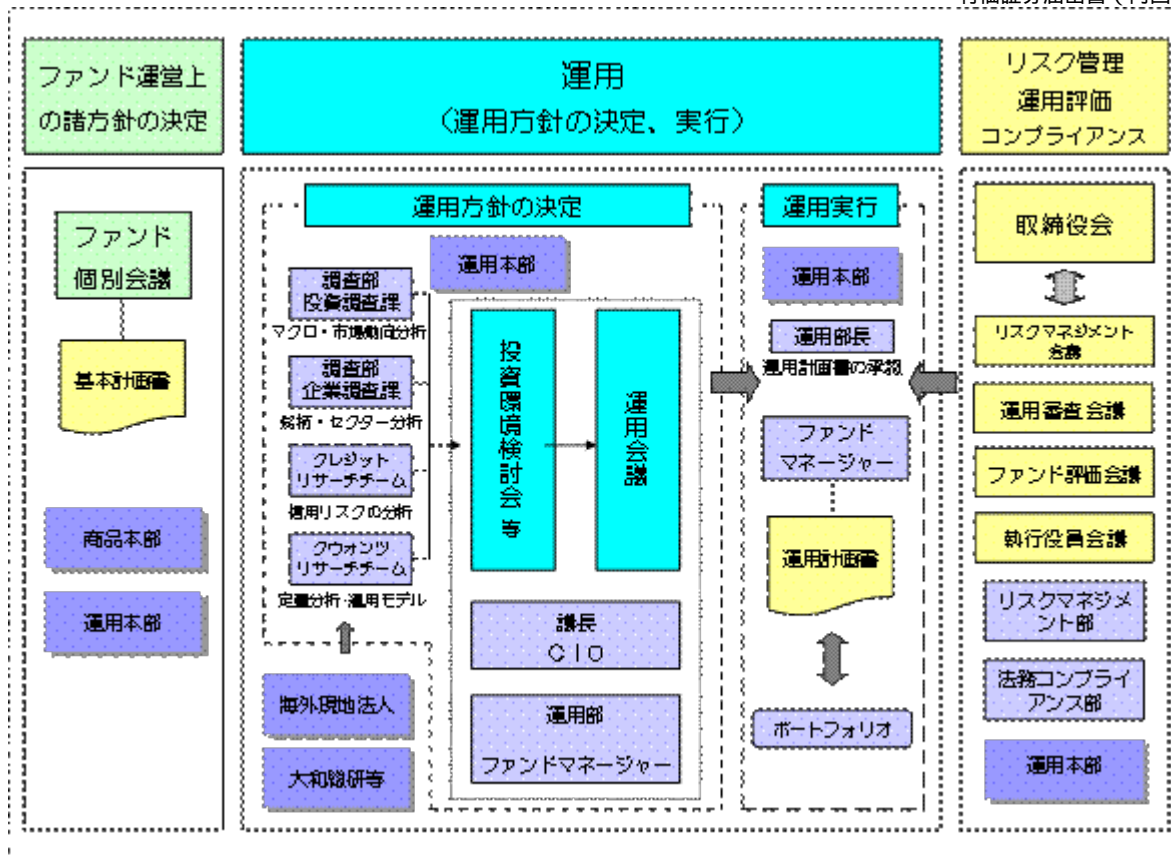 ファンド運営上
の諸方針の決定
運用
(運用方針の決定、実行)
リスク管理
運用評価
コンプライアンス
ファンド
個別会議
基本計画書
商品本部
運用本部
運用方針の決定
運用本部
調査部
投資調査課
マクロ・市場動向分析
調査部
企業調査課
銘柄・セクター分析
クレジット
リサーチチーム
信用リスクの分析
クウォンツ
リサーチチーム
定量分析・運用モデル
海外現地法人
大和総研等
投資環境検討会 等
運用会議
議長
CIO
運用部
ファンドマネージャー
運用実行
運用本部
運用部長
運用計画書の承認
ファンド
マネージャー
運用計画書
ポートフォリオ
取締役会
リスクマネジメント
会議
運用審査会議
ファンド評価会議
執行役員会議
リスクマネジメ
ント部
法務コンプライ
アンス部
運用本部